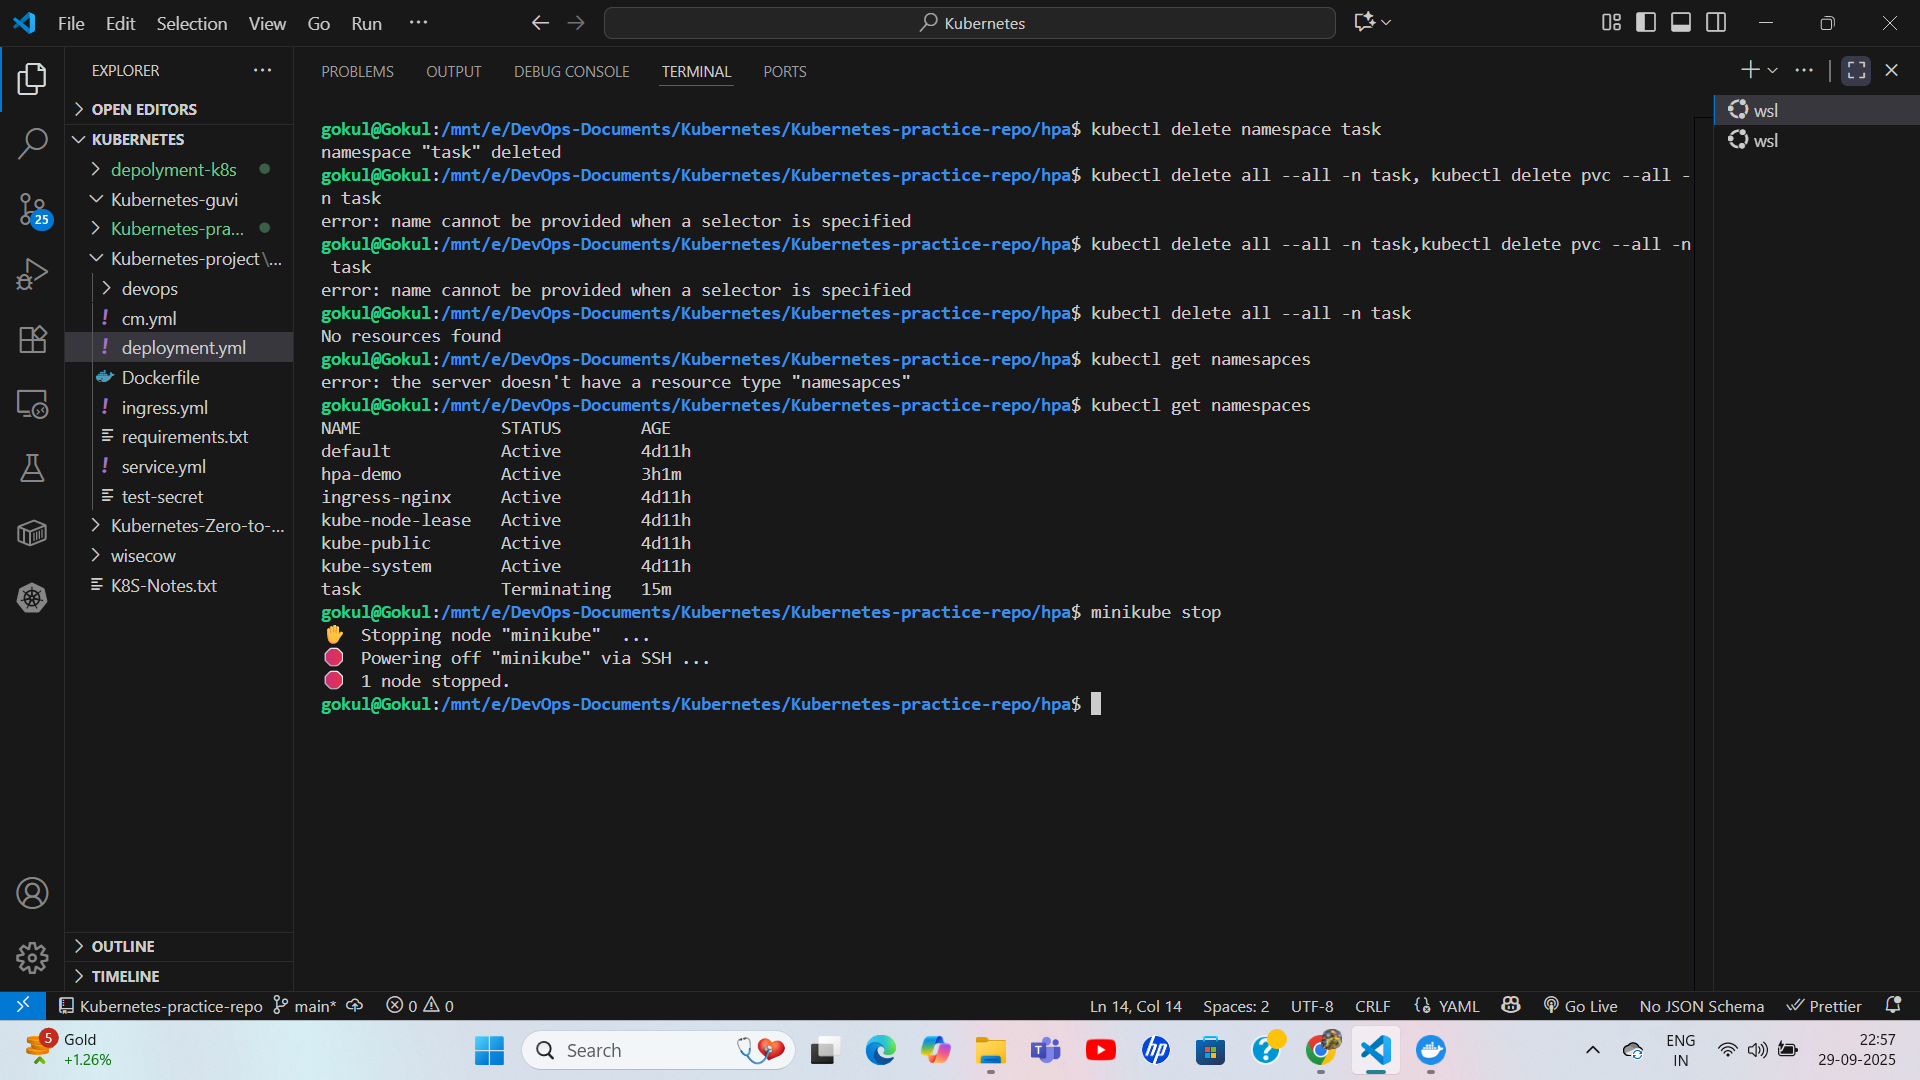 File Edit Selection View Go Run ···
Kubernetes
EXPLORER
OPEN EDITORS
KUBERNETES
depolyment-k8s
Kubernetes-guvi
Kubernetes-pra...
Kubernetes-project\...
devops
! cm.yml
! deployment.yml
Dockerfile
! ingress.yml
requirements.txt
! service.yml
test-secret
Kubernetes-Zero-to-...
wisecow
K8S-Notes.txt
OUTLINE
TIMELINE
25
PROBLEMS OUTPUT DEBUG CONSOLE TERMINAL PORTS
wsl
wsl
gokul@Gokul:/mnt/e/DevOps-Documents/Kubernetes/Kubernetes-practice-repo/hpa$ kubectl delete namespace task
namespace "task" deleted
gokul@Gokul:/mnt/e/DevOps-Documents/Kubernetes/Kubernetes-practice-repo/hpa$ kubectl delete all --all -n task, kubectl delete pvc --all -
n task
error: name cannot be provided when a selector is specified
gokul@Gokul:/mnt/e/DevOps-Documents/Kubernetes/Kubernetes-practice-repo/hpa$ kubectl delete all --all -n task,kubectl delete pvc --all -n
task
error: name cannot be provided when a selector is specified
gokul@Gokul:/mnt/e/DevOps-Documents/Kubernetes/Kubernetes-practice-repo/hpa$ kubectl delete all --all -n task
No resources found
gokul@Gokul:/mnt/e/DevOps-Documents/Kubernetes/Kubernetes-practice-repo/hpa$ kubectl get namesapces
error: the server doesn't have a resource type "namesapces"
gokul@Gokul:/mnt/e/DevOps-Documents/Kubernetes/Kubernetes-practice-repo/hpa$ kubectl get namespaces
NAME STATUS AGE
default Active 4d11h
hpa-demo Active 3h1m
ingress-nginx Active 4d11h
kube-node-lease Active 4d11h
kube-public Active 4d11h
kube-system Active 4d11h
task Terminating 15m
gokul@Gokul:/mnt/e/DevOps-Documents/Kubernetes/Kubernetes-practice-repo/hpa$ minikube stop
✋ Stopping node "minikube" ...
🛑 Powering off "minikube" via SSH ...
🛑 1 node stopped.
gokul@Gokul:/mnt/e/DevOps-Documents/Kubernetes/Kubernetes-practice-repo/hpa$
Kubernetes-practice-repo main* 0 0 Ln 14, Col 14 Spaces: 2 UTF-8 CRLF YAML Go Live No JSON Schema Prettier
5 Gold
+1.26%
Search
hp
ENG
IN
22:57
29-09-2025